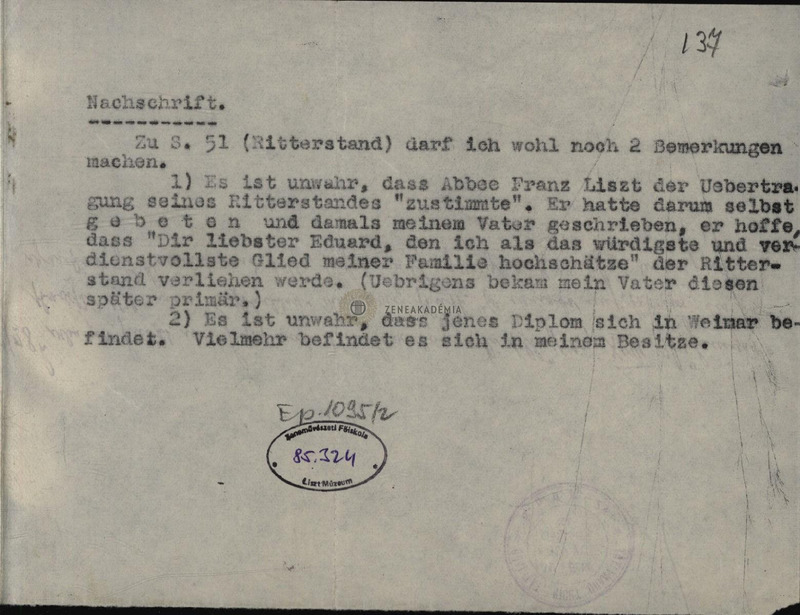 137
Nachschrift.
Zu S. 51 (Ritterstand) darf ich wohl noch 2 Bemerkungen
machen.
1) Es ist unwahr, dass Abbee Franz Liszt der Uebertra-
gung seines Ritterstandes "zustimmte". Er hatte darum selbst
g e b e t e n und damals meinem Vater geschrieben, er hoffe,
dass "Dir liebster Eduard, den ich als das würdigste und ver-
dienstvollste Glied meiner Familie hochschätze" der Ritter-
stand verliehen werde. (Uebrigens bekam mein Vater diesen
später primär.)
ZENEAKADÉMIA
2) Es ist unwahr, dass jenes Diplom sich in Weimar be-
findet. Vielmehr befindet es sich in meinem Besitze.
Ep. 1095/2
Zeneművészeti Főiskola
85.324
Liszt Múzeum